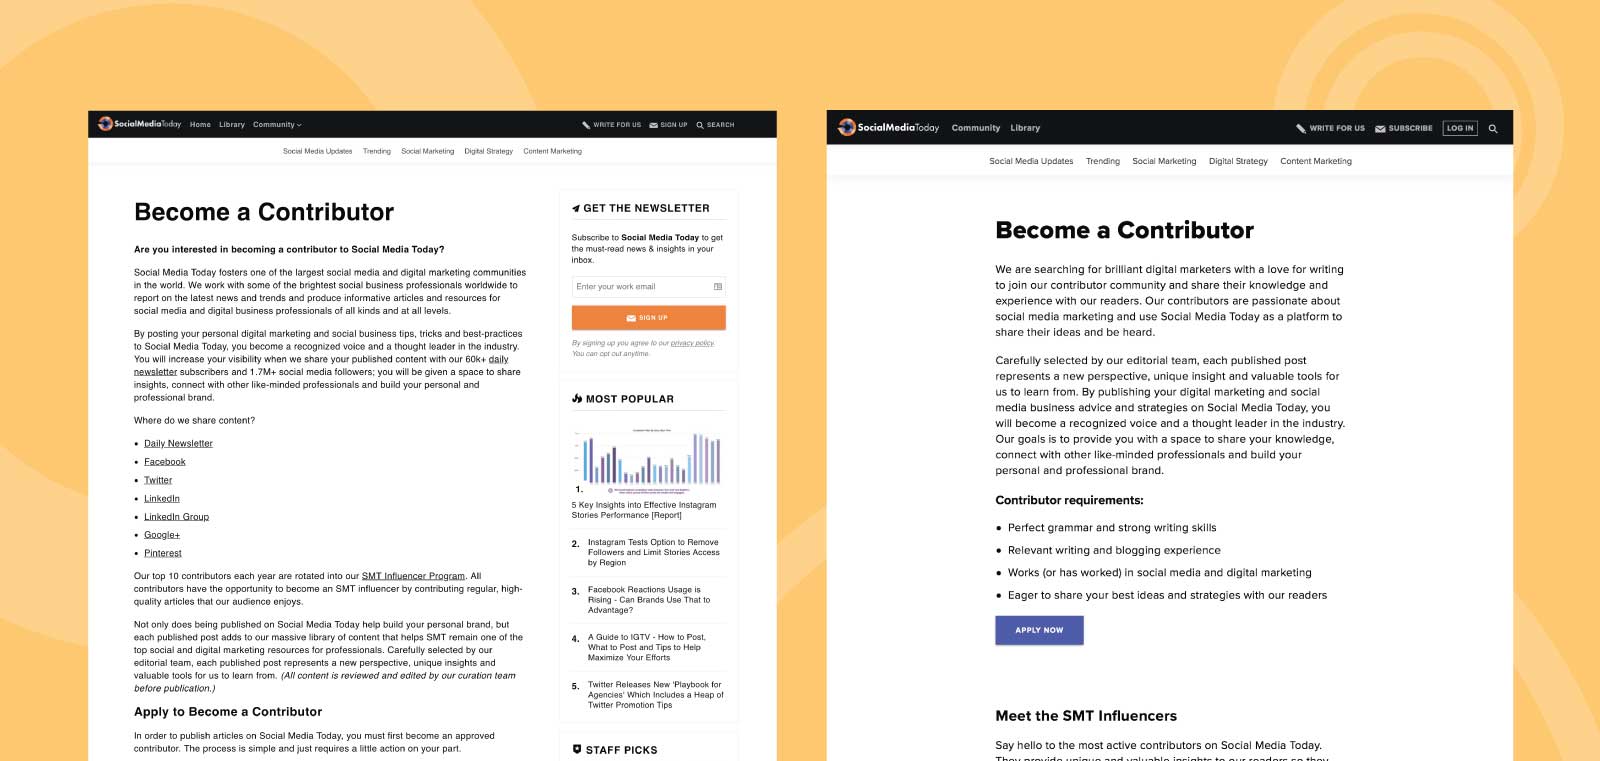 SocialMediaToday Home Library Community
WRITE FOR US SIGN UP SEARCH
Social Media Updates Trending Social Marketing Digital Strategy Content Marketing
Become a Contributor
Are you interested in becoming a contributor to Social Media Today?
Social Media Today fosters one of the largest social media and digital marketing communities
in the world. We work with some of the brightest social business professionals worldwide to
report on the latest news and trends and produce informative articles and resources for
social media and digital business professionals of all kinds and at all levels.
By posting your personal digital marketing and social business tips, tricks and best-practices
to Social Media Today, you become a recognized voice and a thought leader in the industry.
You will increase your visibility when we share your published content with our 60k+ daily
newsletter subscribers and 1.7M+ social media followers; you will be given a space to share
insights, connect with other like-minded professionals and build your personal and
professional brand.
Where do we share content?
• Daily Newsletter
• Facebook
• Twitter
• LinkedIn
• LinkedIn Group
• Google+
• Pinterest
Our top 10 contributors each year are rotated into our SMT Influencer Program. All
contributors have the opportunity to become an SMT influencer by contributing regular, high-
quality articles that our audience enjoys.
Not only does being published on Social Media Today help build your personal brand, but
each published post adds to our massive library of content that helps SMT remain one of the
top social and digital marketing resources for professionals. Carefully selected by our
editorial team, each published post represents a new perspective, unique insights and
valuable tools for us to learn from. (All content is reviewed and edited by our curation team
before publication.)
Apply to Become a Contributor
In order to publish articles on Social Media Today, you must first become an approved
contributor. The process is simple and just requires a little action on your part.
GET THE NEWSLETTER
Subscribe to Social Media Today to get
the must-read news & insights in your
inbox.
Enter your work email
SIGN UP
By signing up you agree to our privacy policy.
You can opt out anytime.
MOST POPULAR
1.
5 Key Insights into Effective Instagram
Stories Performance [Report]
2. Instagram Tests Option to Remove
Followers and Limit Stories Access
by Region
3. Facebook Reactions Usage is
Rising - Can Brands Use That to
Advantage?
4. A Guide to IGTV - How to Post,
What to Post and Tips to Help
Maximize Your Efforts
5. Twitter Releases New 'Playbook for
Agencies' Which Includes a Heap of
Twitter Promotion Tips
STAFF PICKS
SocialMediaToday Community Library
WRITE FOR US SUBSCRIBE LOG IN
Social Media Updates Trending Social Marketing Digital Strategy Content Marketing
Become a Contributor
We are searching for brilliant digital marketers with a love for writing
to join our contributor community and share their knowledge and
experience with our readers. Our contributors are passionate about
social media marketing and use Social Media Today as a platform to
share their ideas and be heard.
Carefully selected by our editorial team, each published post
represents a new perspective, unique insight and valuable tools for
us to learn from. By publishing your digital marketing and social
media business advice and strategies on Social Media Today, you
will become a recognized voice and a thought leader in the industry.
Our goals is to provide you with a space to share your knowledge,
connect with other like-minded professionals and build your
personal and professional brand.
Contributor requirements:
• Perfect grammar and strong writing skills
• Relevant writing and blogging experience
• Works (or has worked) in social media and digital marketing
• Eager to share your best ideas and strategies with our readers
APPLY NOW
Meet the SMT Influencers
Say hello to the most active contributors on Social Media Today.
They provide unique and valuable insights to our readers so they